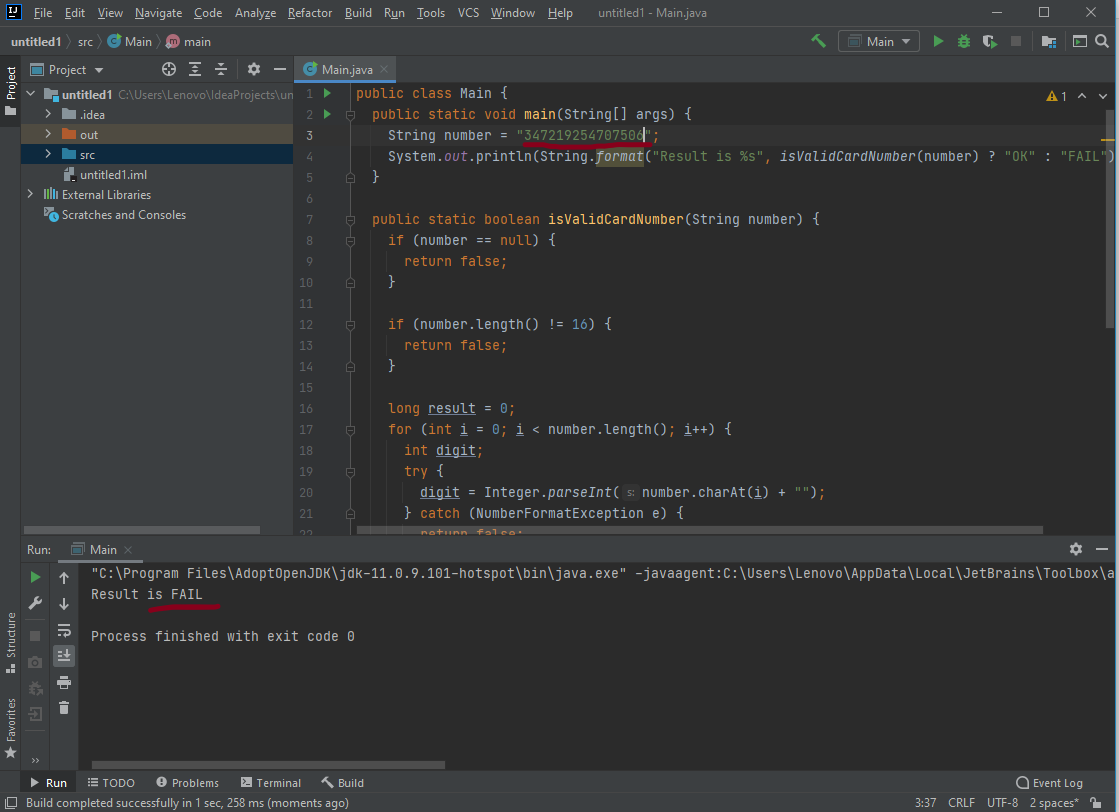 File Edit View Navigate Code Analyze Refactor Build Run Tools VCS Window Help untitled1 - Main.java
untitled1 src Main main
Main
Project
Main.java
Project
untitled1 C:\Users\Lenovo\IdeaProjects\un
.idea
out
src
untitled1.iml
External Libraries
Scratches and Consoles
1
1 public class Main {
2 public static void main(String[] args) {
3 String number = "347219254707506";
4 System.out.println(String.format("Result is %s", isValidCardNumber(number) ? "OK" : "FAIL")
5 }
6
7 public static boolean isValidCardNumber(String number) {
8 if (number == null) {
9 return false;
10 }
11
12 if (number.length() != 16) {
13 return false;
14 }
15
16 long result = 0;
17 for (int i = 0; i < number.length(); i++) {
18 int digit;
19 try {
20 digit = Integer.parseInt( s: number.charAt(i) + "");
21 } catch (NumberFormatException e) {
22 return false;
Run: Main
"C:\Program Files\AdoptOpenJDK\jdk-11.0.9.101-hotspot\bin\java.exe" -javaagent:C:\Users\Lenovo\AppData\Local\JetBrains\Toolbox\a
Result is FAIL
Process finished with exit code 0
Structure
Favorites
Run TODO Problems Terminal Build Event Log
Build completed successfully in 1 sec, 258 ms (moments ago) 3:37 CRLF UTF-8 2 spaces*